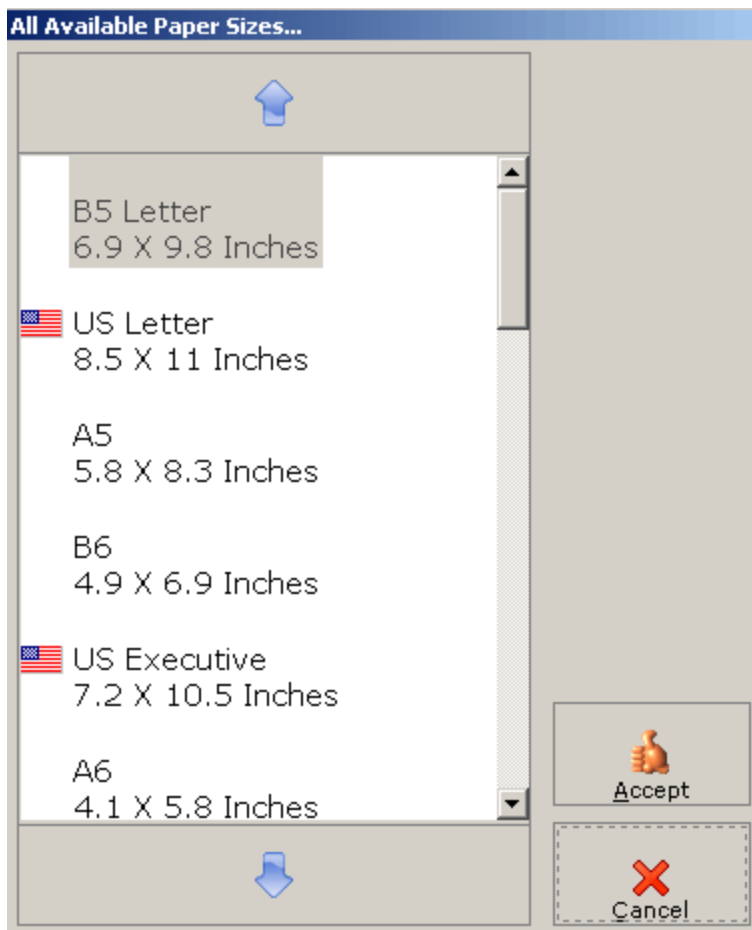 All Available Paper Sizes...
B5 Letter
6.9 X 9.8 Inches
US Letter
8.5 X 11 Inches
A5
5.8 X 8.3 Inches
B6
4.9 X 6.9 Inches
US Executive
7.2 X 10.5 Inches
A6
4.1 X 5.8 Inches
Accept
Cancel